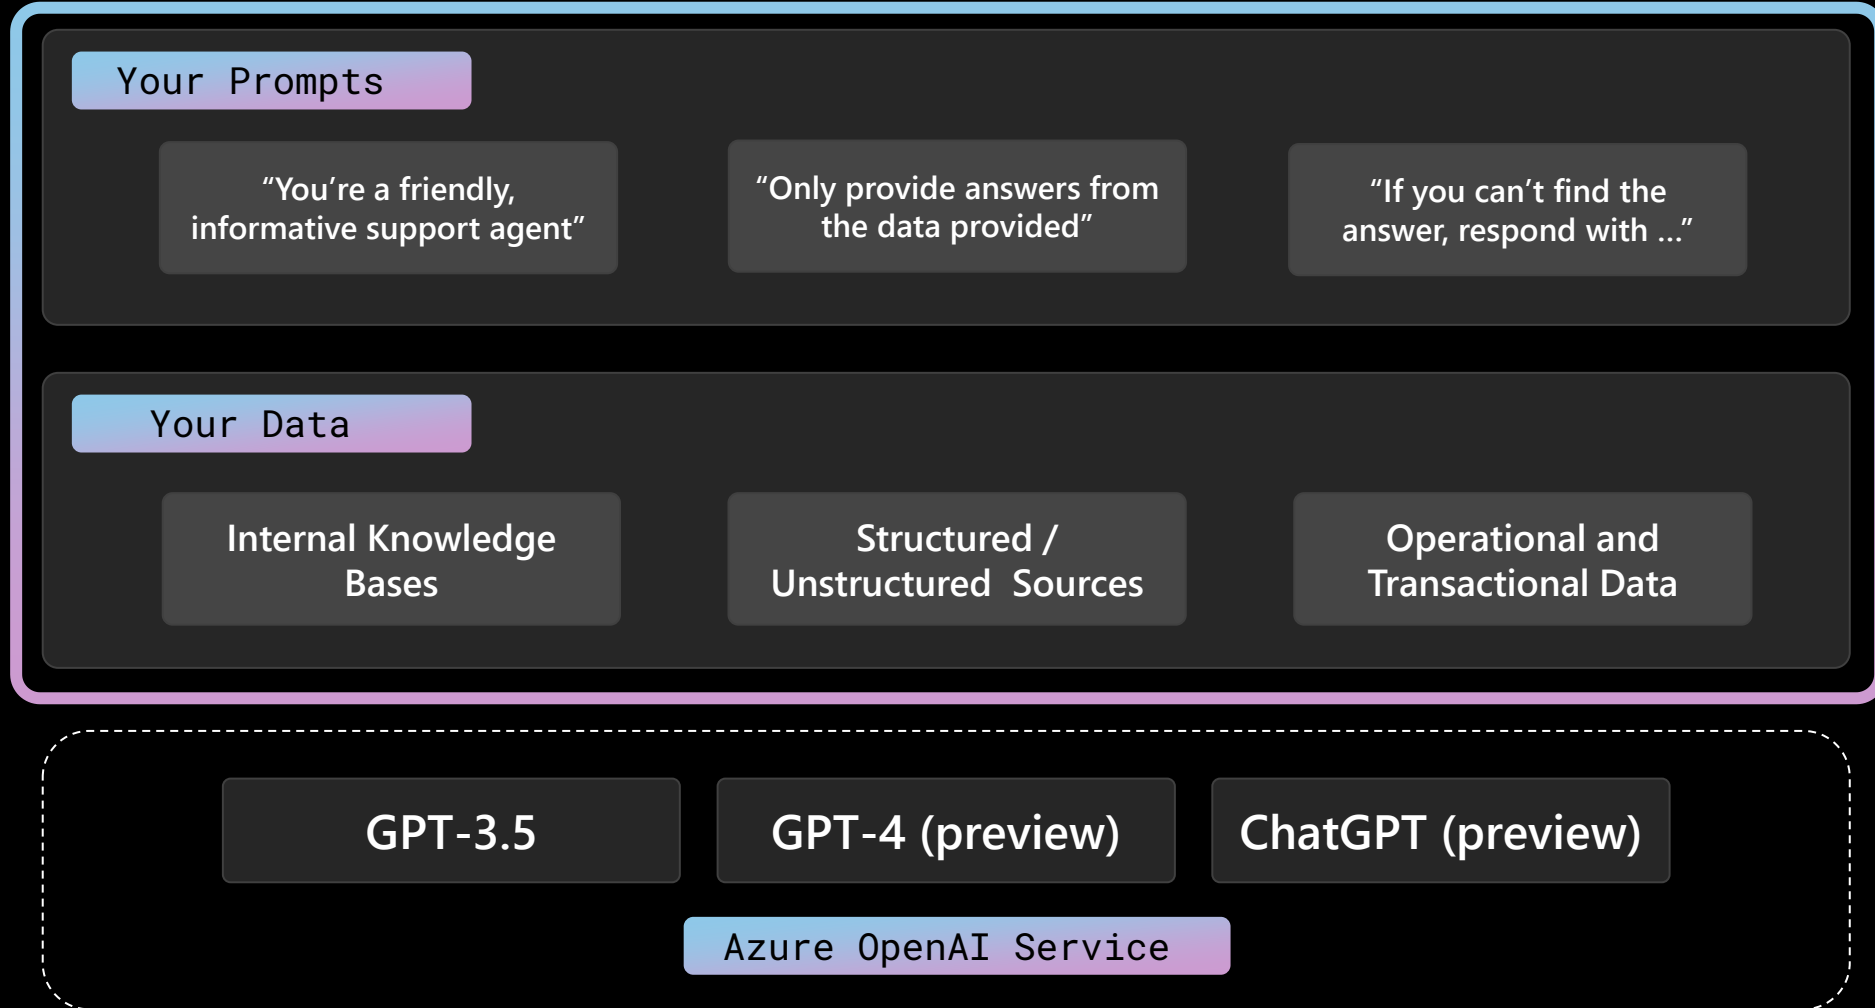 Your Prompts
“You’re a friendly,
informative support agent”
“Only provide answers from
the data provided”
“If you can’t find the
answer, respond with ...”
Your Data
Internal Knowledge
Bases
Structured /
Unstructured  Sources
Operational and
Transactional Data
GPT-3.5
GPT-4 (preview)
ChatGPT (preview)
Azure OpenAI Service